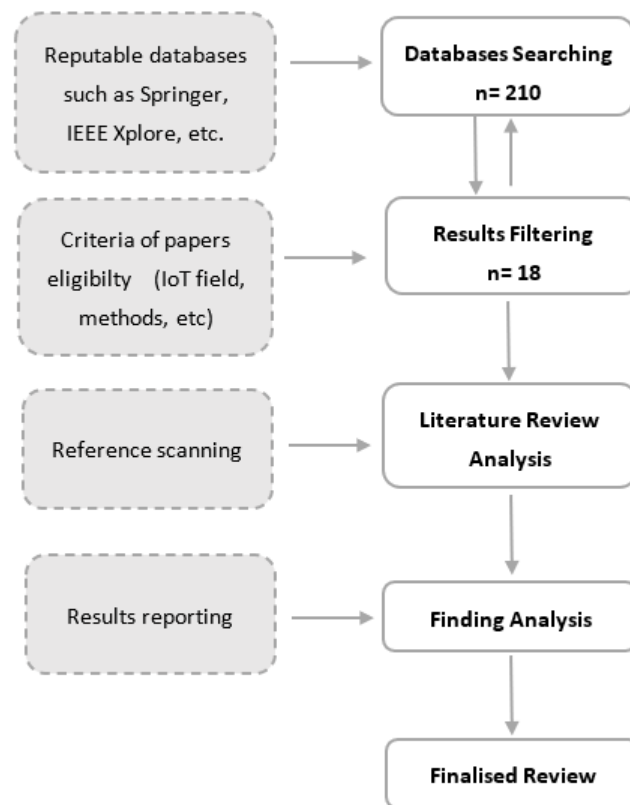 Reputable databases
such as Springer,
IEEE Xplore, etc.
Databases Searching
n= 210
Criteria of papers
eligibilty (IoT field,
methods, etc)
Results Filtering
n= 18
Reference scanning
Literature Review
Analysis
Results reporting
Finding Analysis
Finalised Review